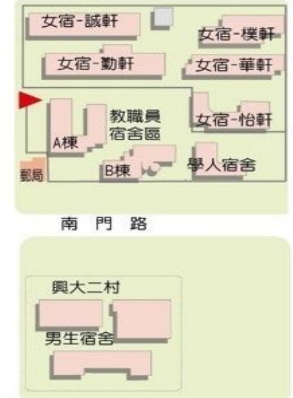 女宿-誠軒
女宿-樸軒
女宿-勤軒
女宿-華軒
教職員
宿舍區
女宿-怡軒
A棟
B棟
學人宿舍
郵局
南門路
興大二村
男生宿舍